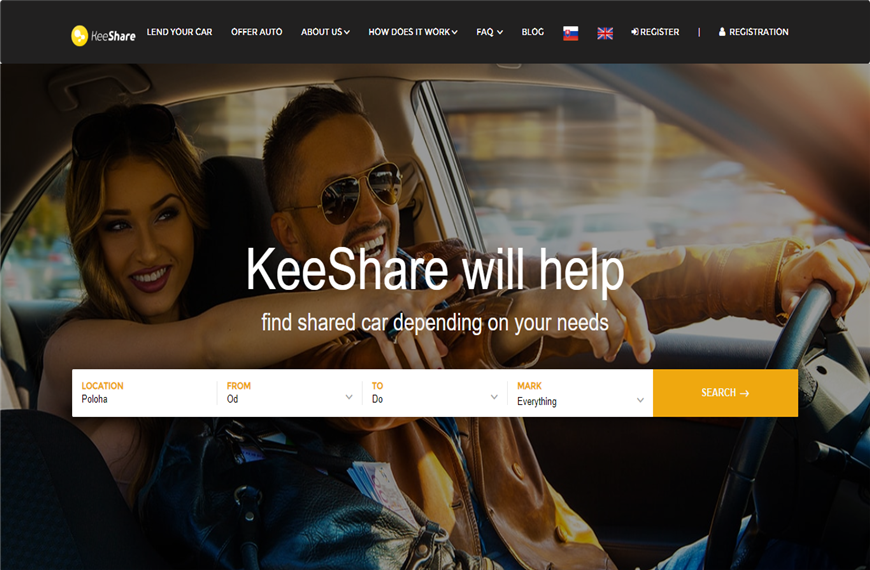 KeeShare
LEND YOUR CAR
OFFER AUTO
ABOUT US
HOW DOES IT WORK
FAQ
BLOG
REGISTER
|
REGISTRATION
KeeShare will help
find shared car depending on your needs
LOCATION
Poloha
FROM
Od
TO
Do
MARK
Everything
SEARCH →